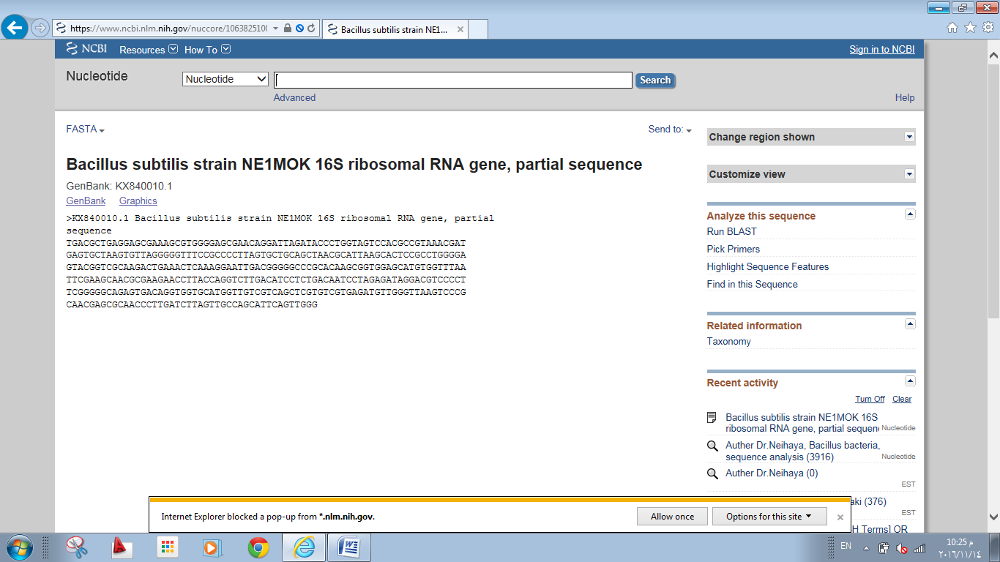 https://www.ncbi.nlm.nih.gov/nuccore/1063825100
Bacillus subtilis strain NE1...
NCBI Resources How To Sign in to NCBI
Nucleotide Nucleotide Search
Advanced Help
FASTA Send to:
Bacillus subtilis strain NE1MOK 16S ribosomal RNA gene, partial sequence
GenBank: KX840010.1
GenBank Graphics
>KX840010.1 Bacillus subtilis strain NE1MOK 16S ribosomal RNA gene, partial
sequence
TGACGCTGAGGAGCGAAAGCGTGGGGAGCGAACAGGATTAGATACCCTGGTAGTCCACGCCGTAAACGAT
GAGTGCTAAGTGTTAGGGGGTTTCCGCCCCTTAGTGCTGCAGCTAACGCATTAAGCACTCCGCCTGGGGA
GTACGGTCGCAAGACTGAAACTCAAAGGAATTGACGGGGGCCCGCACAAGCGGTGGAGCATGTGGTTTAA
TTCGAAGCAACGCGAAGAACCTTACCAGGTCTTGACATCCTCTGACAATCCTAGAGATAGGACGTCCCCT
TCGGGGGCAGAGTGACAGGTGGTGCATGGTTGTCGTCAGCTCGTGTCGTGAGATGTTGGGTTAAGTCCCG
CAACGAGCGCAACCCTTGATCTTAGTTGCCAGCATTCAGTTGGG
Change region shown
Customize view
Analyze this sequence
Run BLAST
Pick Primers
Highlight Sequence Features
Find in this Sequence
Related information
Taxonomy
Recent activity
Turn Off Clear
Bacillus subtilis strain NE1MOK 16S
ribosomal RNA gene, partial sequen Nucleotide
Auther Dr.Neihaya, Bacillus bacteria,
sequence analysis (3916) Nucleotide
Auther Dr.Neihaya (0)
EST
aki (376)
EST
H Terms] OR
Internet Explorer blocked a pop-up from *.nlm.nih.gov. Allow once Options for this site
EN
10:25 م
٢٠١٦/١١/١٤